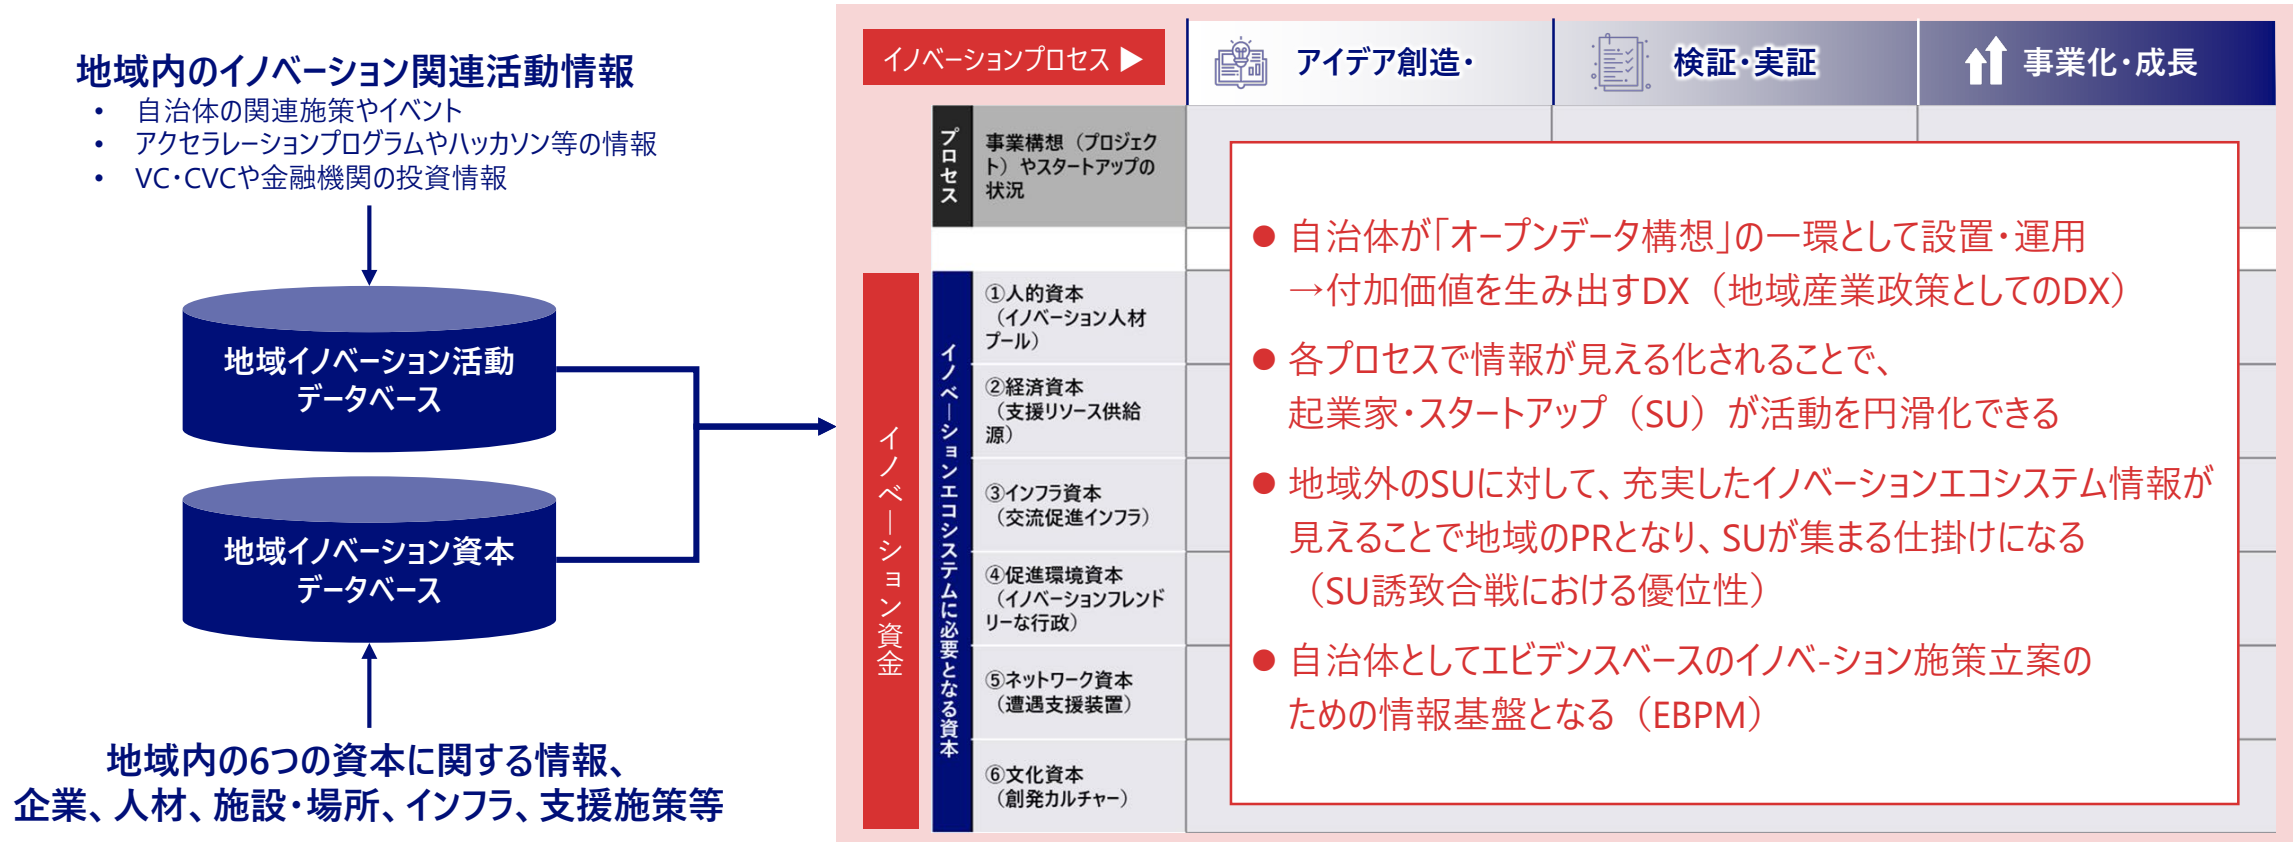 地域内のイノベーション関連活動情報
• 自治体の関連施策やイベント
• アクセラレーションプログラムやハッカソン等の情報
• VC・CVCや金融機関の投資情報
地域イノベーション活動
データベース
地域イノベーション資本
データベース
地域内の6つの資本に関する情報、
企業、人材、施設・場所、インフラ、支援施策等
イノベーションプロセス ▶
アイデア創造・
検証・実証
事業化・成長
プロセス
事業構想（プロジェク
ト）やスタートアップの
状況
イノベーション資金
イノベーションエコシステムに必要となる資本
①人的資本
（イノベーション人材
プール）
②経済資本
（支援リソース供給
源）
③インフラ資本
（交流促進インフラ）
④促進環境資本
（イノベーションフレンド
リーな行政）
⑤ネットワーク資本
（遭遇支援装置）
⑥文化資本
（創発カルチャー）
● 自治体が「オープンデータ構想」の一環として設置・運用
→付加価値を生み出すDX（地域産業政策としてのDX）
● 各プロセスで情報が見える化されることで、
起業家・スタートアップ（SU）が活動を円滑化できる
● 地域外のSUに対して、充実したイノベーションエコシステム情報が
見えることで地域のPRとなり、SUが集まる仕掛けになる
（SU誘致合戦における優位性）
● 自治体としてエビデンスベースのイノベ-ション施策立案の
ための情報基盤となる（EBPM）